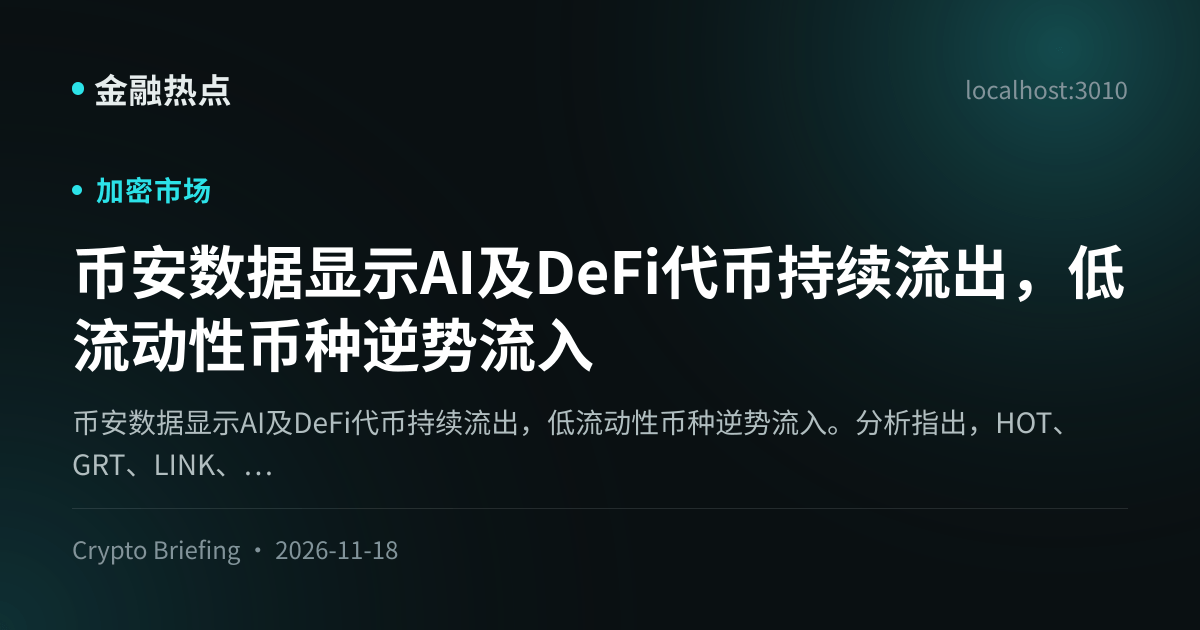 金融热点
localhost:3010
加密市场
币安数据显示AI及DeFi代币持续流出，低
流动性币种逆势流入
币安数据显示AI及DeFi代币持续流出，低流动性币种逆势流入。分析指出，HOT、
GRT、LINK、…
Crypto Briefing · 2026-11-18